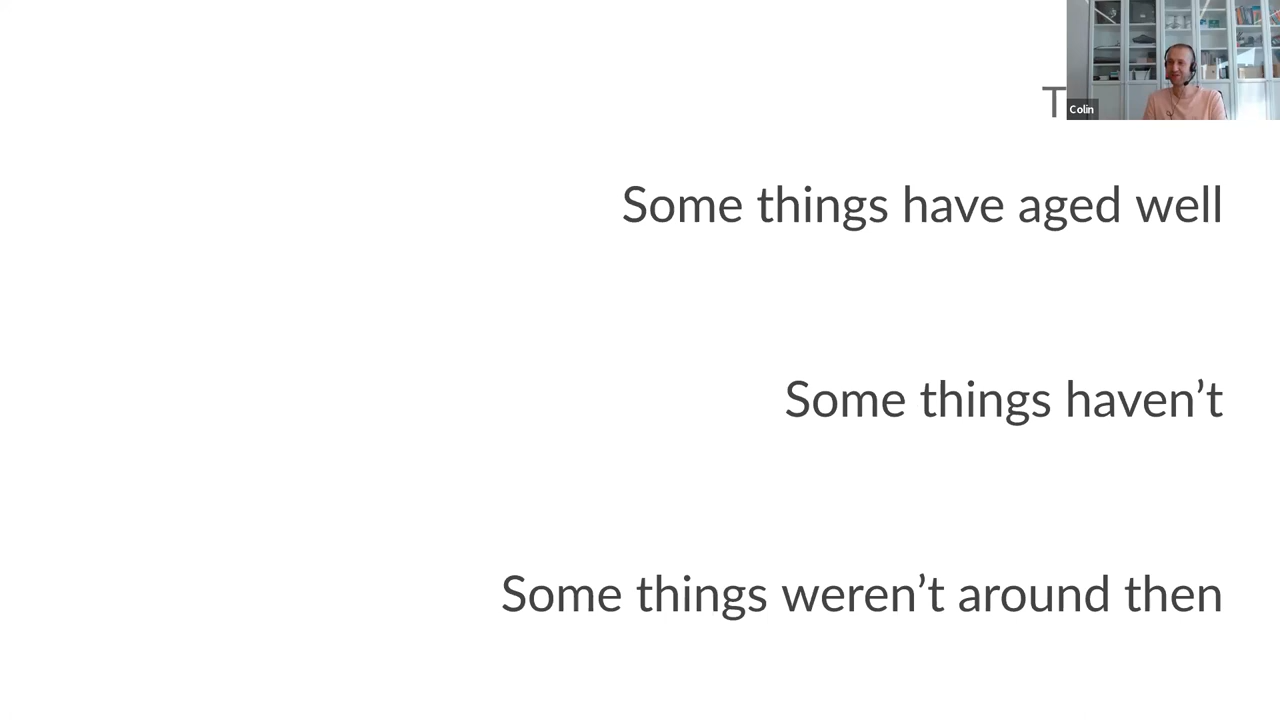 Colin
Some things have aged well
Some things haven’t
Some things weren’t around then